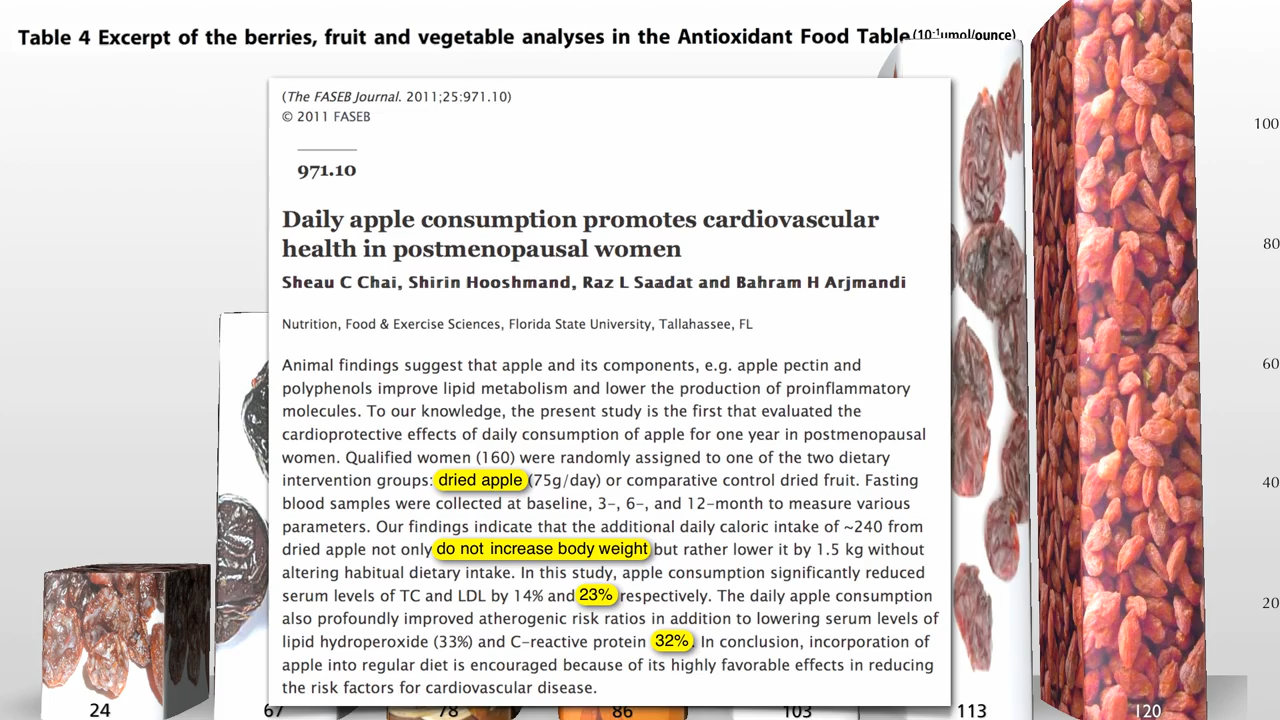 Table 4 Excerpt of the berries, fruit and vegetable analyses in the Antioxidant Food Table (10⁻¹umol/ounce)
(The FASEB Journal. 2011;25:971.10)
© 2011 FASEB
971.10
Daily apple consumption promotes cardiovascular
health in postmenopausal women
Sheau C Chai, Shirin Hooshmand, Raz L Saadat and Bahram H Arjmandi
Nutrition, Food & Exercise Sciences, Florida State University, Tallahassee, FL
Animal findings suggest that apple and its components, e.g. apple pectin and
polyphenols improve lipid metabolism and lower the production of proinflammatory
molecules. To our knowledge, the present study is the first that evaluated the
cardioprotective effects of daily consumption of apple for one year in postmenopausal
women. Qualified women (160) were randomly assigned to one of the two dietary
intervention groups: dried apple (75g/day) or comparative control dried fruit. Fasting
blood samples were collected at baseline, 3-, 6-, and 12-month to measure various
parameters. Our findings indicate that the additional daily caloric intake of ~240 from
dried apple not only do not increase body weight but rather lower it by 1.5 kg without
altering habitual dietary intake. In this study, apple consumption significantly reduced
serum levels of TC and LDL by 14% and 23% respectively. The daily apple consumption
also profoundly improved atherogenic risk ratios in addition to lowering serum levels of
lipid hydroperoxide (33%) and C-reactive protein 32%. In conclusion, incorporation of
apple into regular diet is encouraged because of its highly favorable effects in reducing
the risk factors for cardiovascular disease.
100
80
60
40
20
24 67 78 86 103 113 120